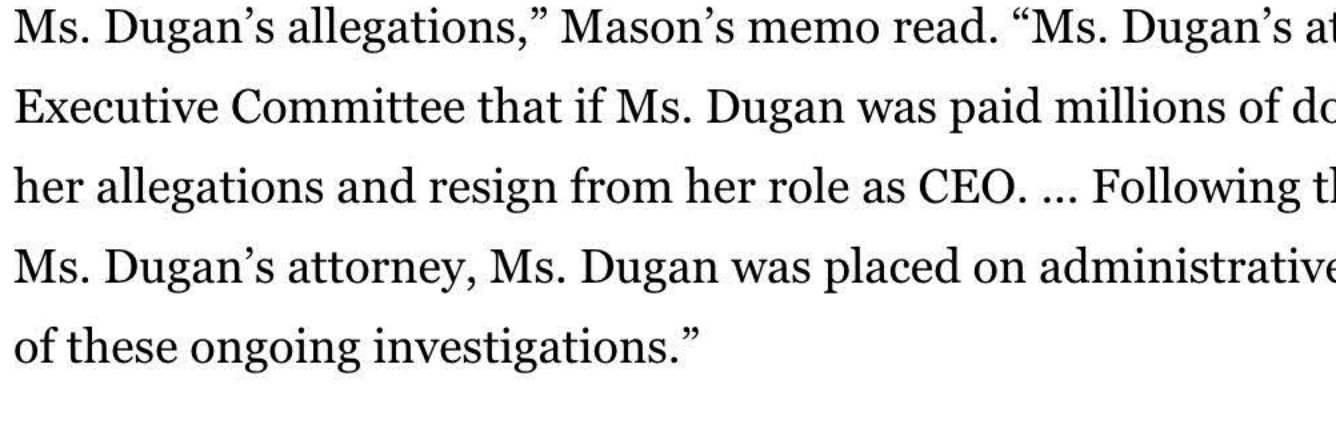 Ms. Dugan’s allegations,” Mason’s memo read. “Ms. Dugan’s
Executive Committee that if Ms. Dugan was paid millions of
her allegations and resign from her role as CEO. ... Following
Ms. Dugan’s attorney, Ms. Dugan was placed on administrative
of these ongoing investigations.”